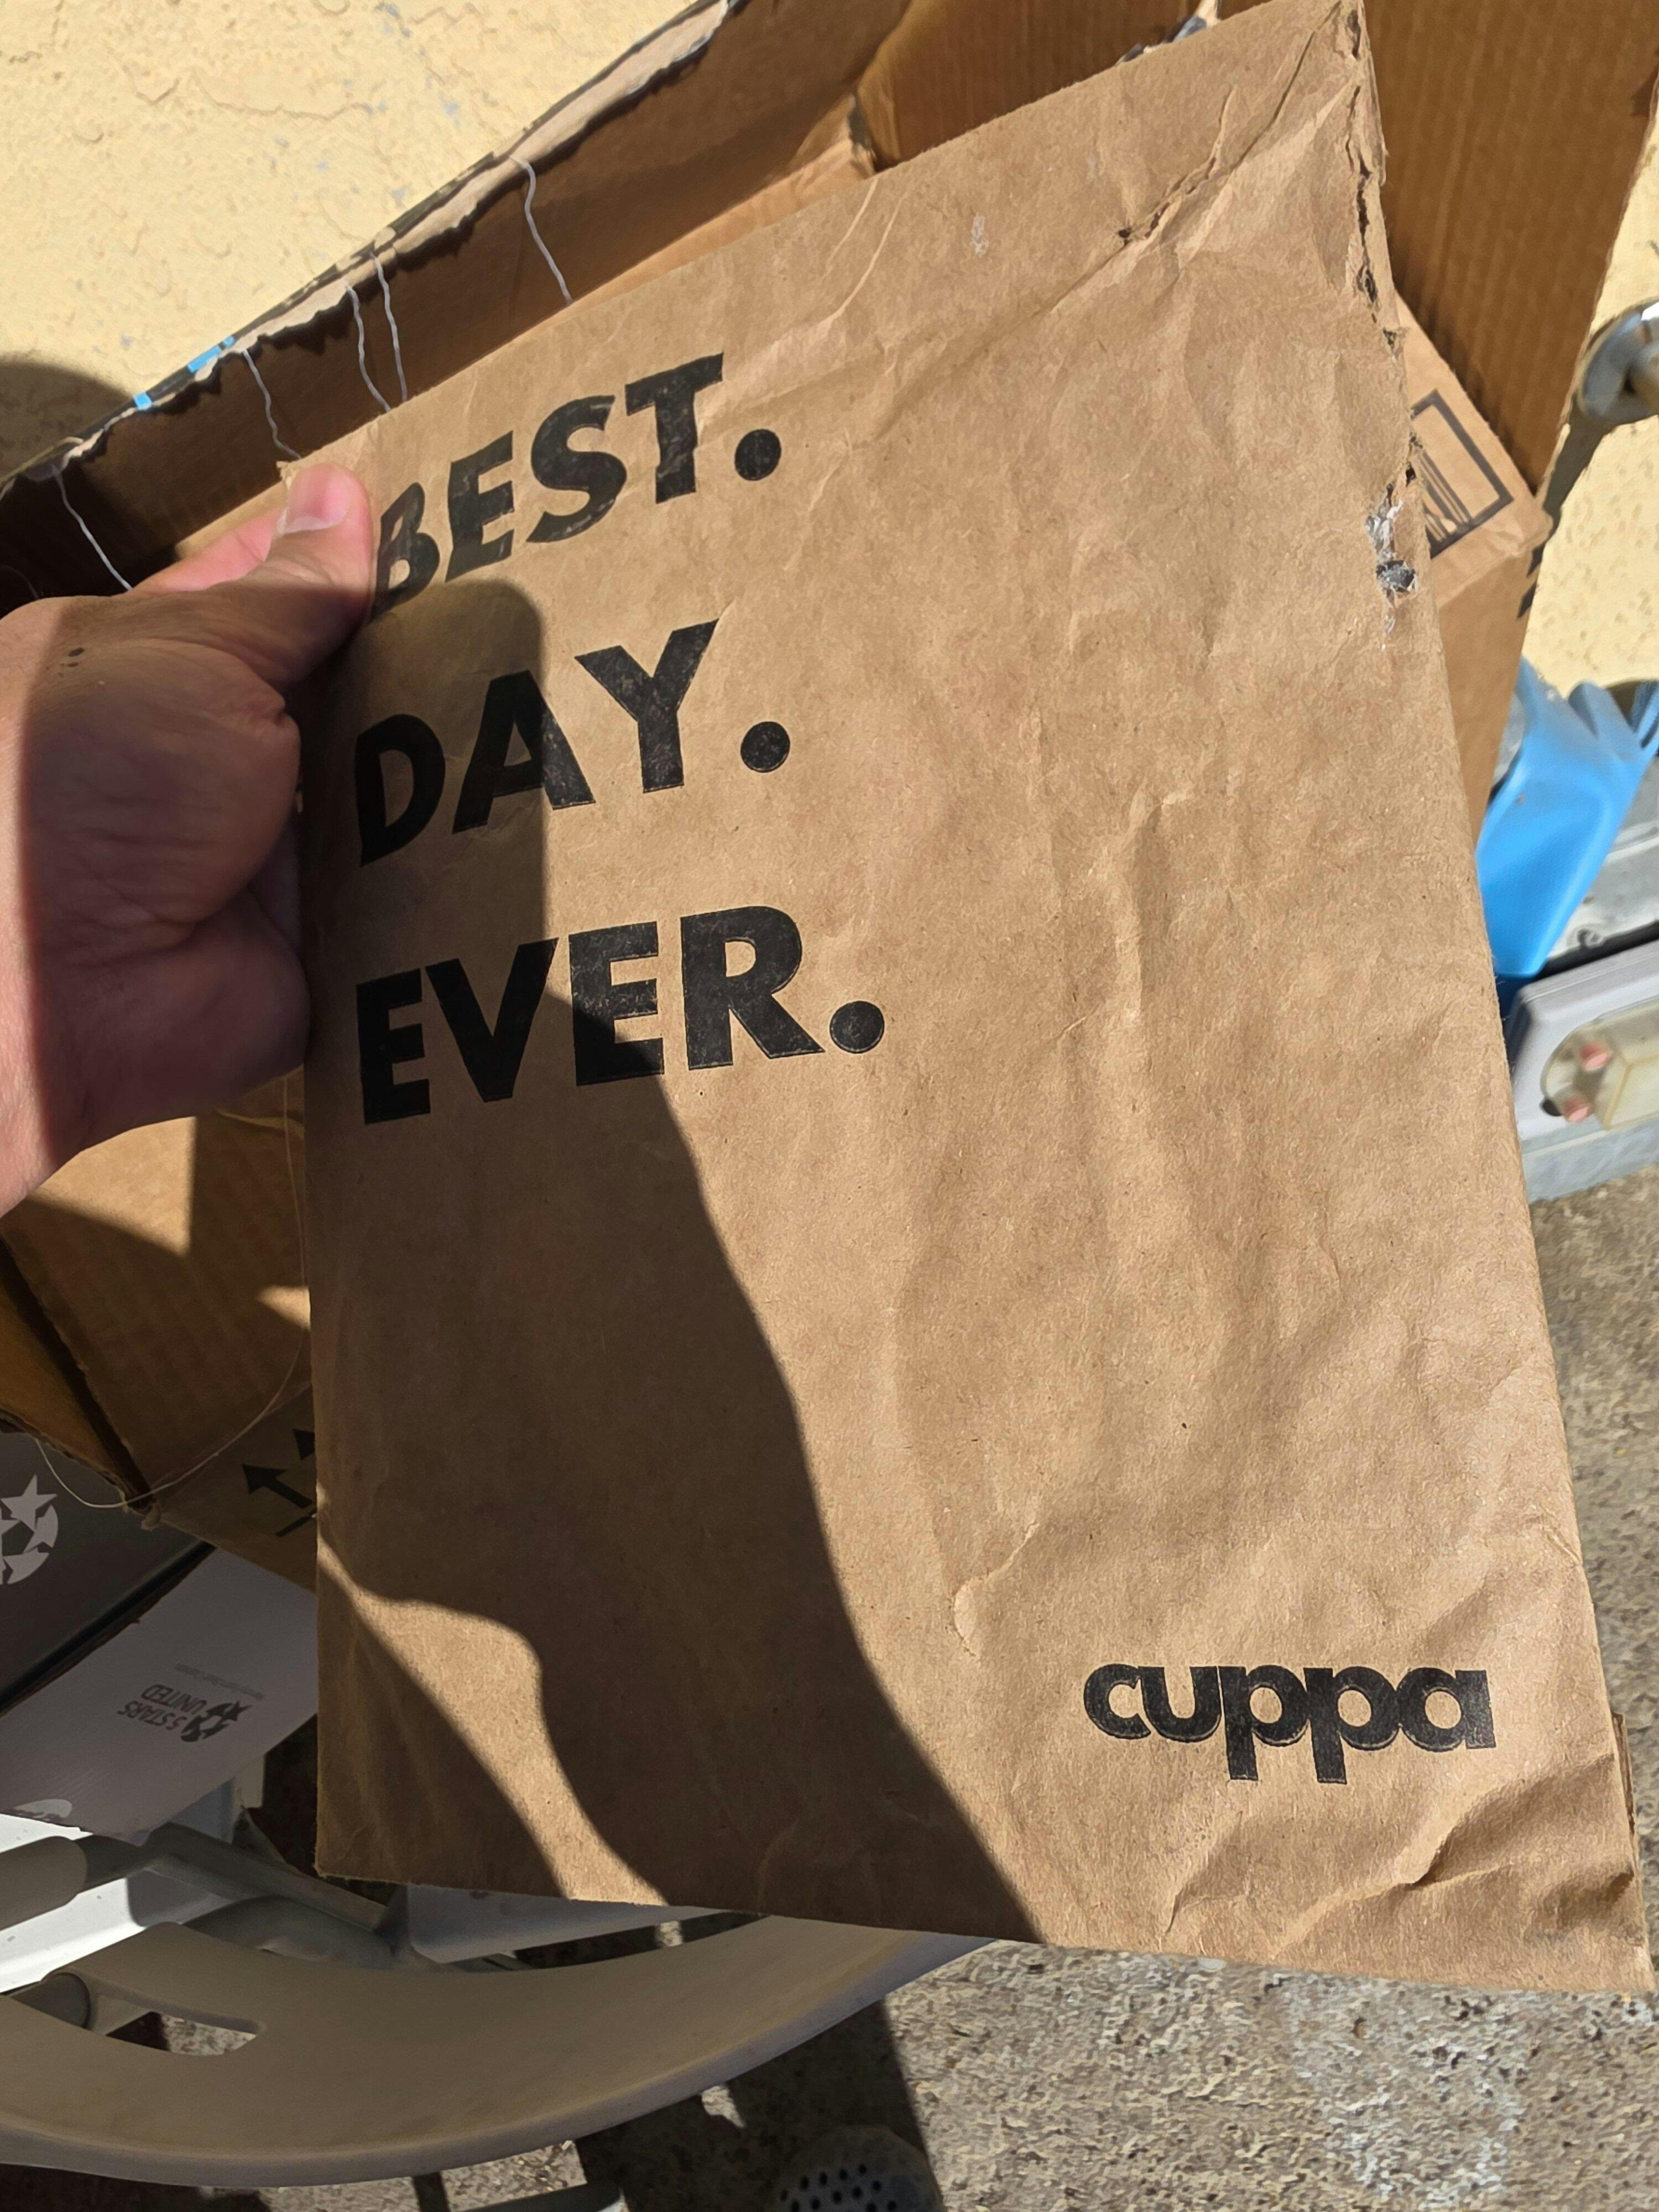 BEST.
DAY.
EVER.
cuppa
5 STARS
UNITED